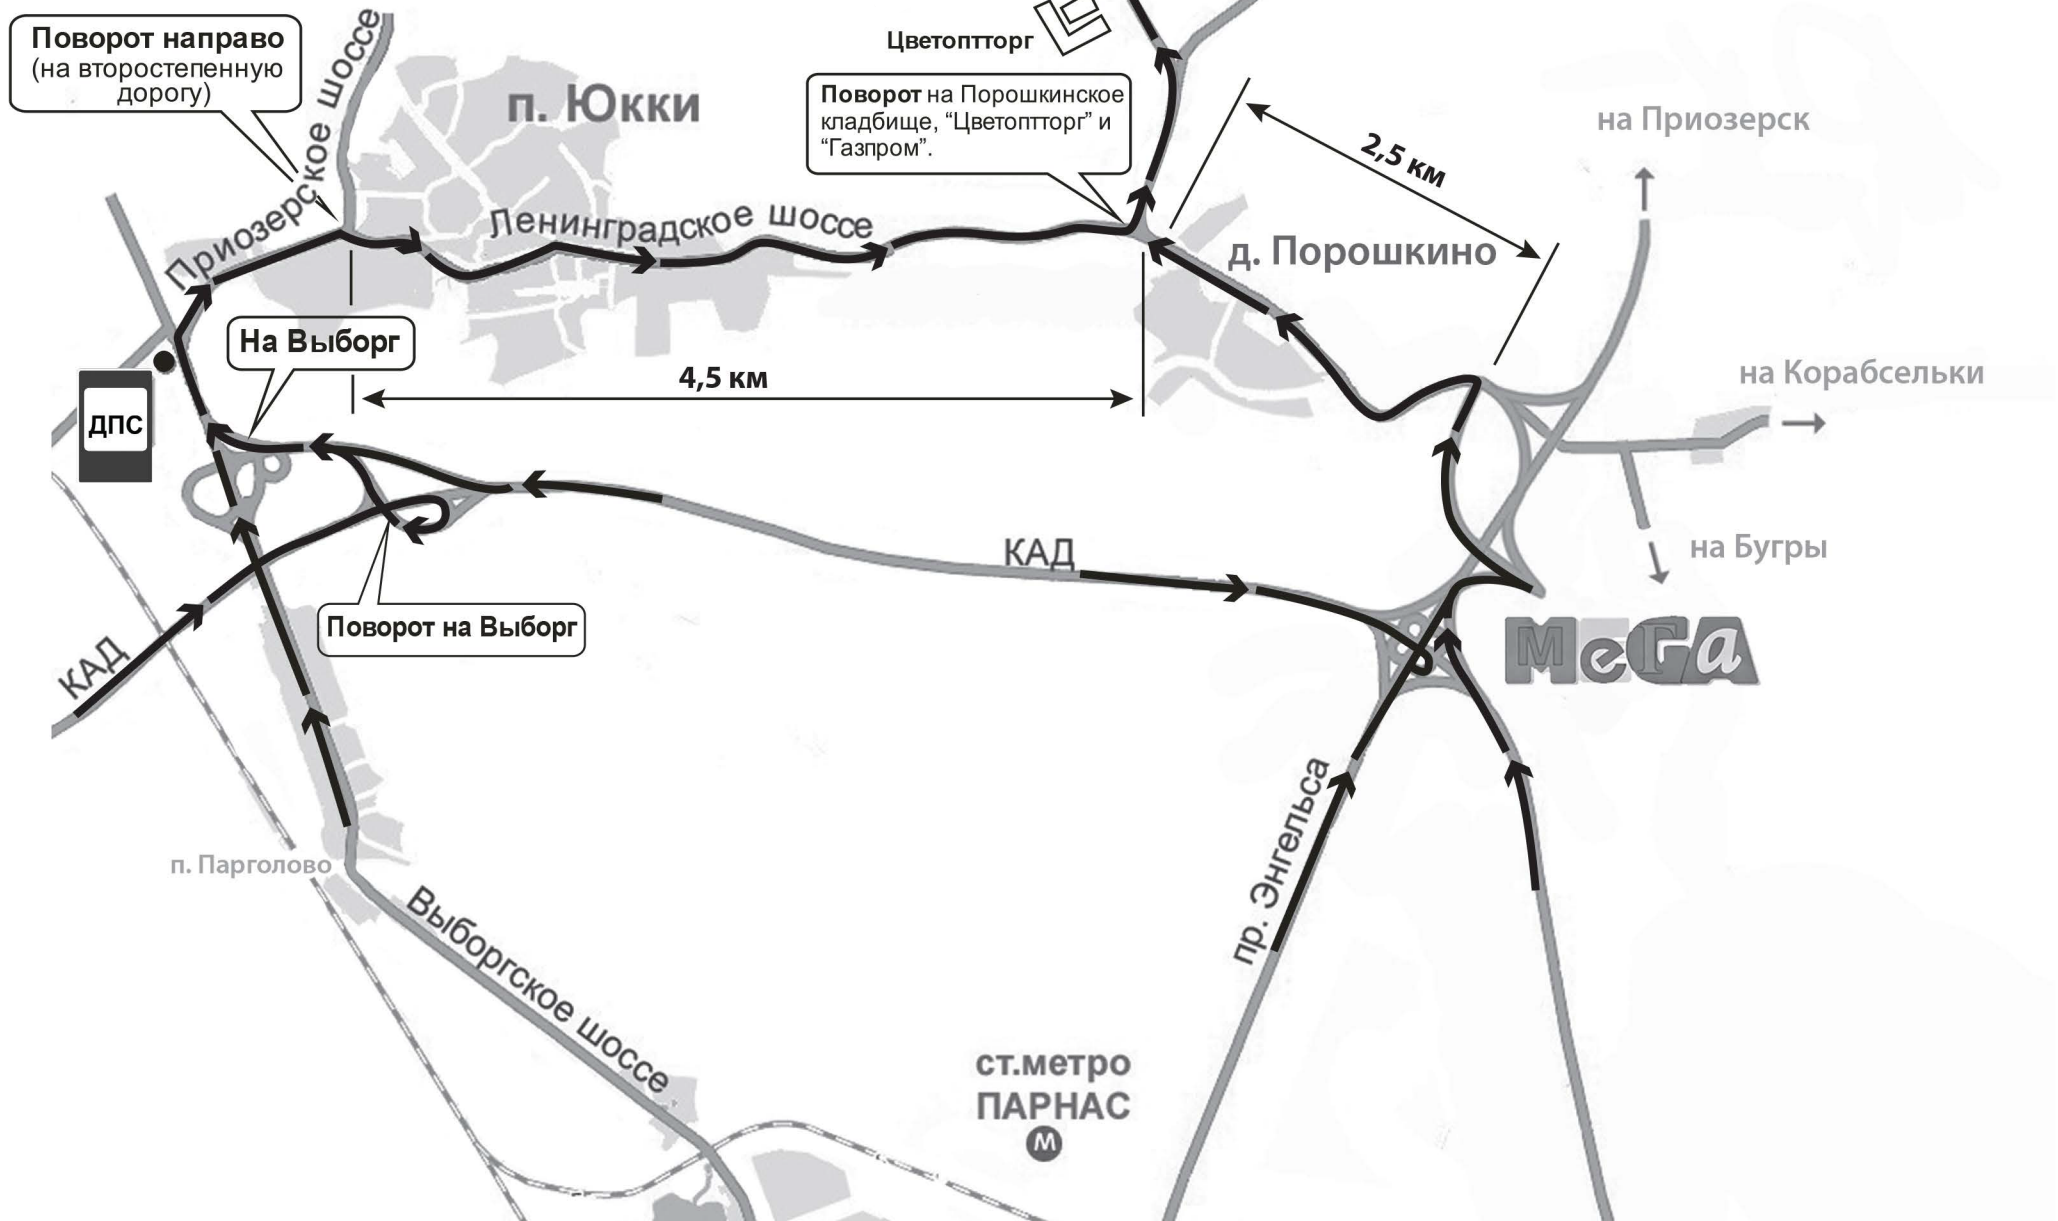 Поворот направо
(на второстепенную
дорогу)
Приозерское шоссе
п. Юкки
Цветоптторг
Поворот на Порошкинское
кладбище, “Цветоптторг” и
“Газпром”.
2,5 км
на Приозерск
Ленинградское шоссе
д. Порошкино
На Выборг
4,5 км
на Корабсельки
ДПС
КАД
на Бугры
Поворот на Выборг
КАД
МеГа
пр. Энгельса
п. Парголово
Выборгское шоссе
ст.метро
ПАРНАС
М